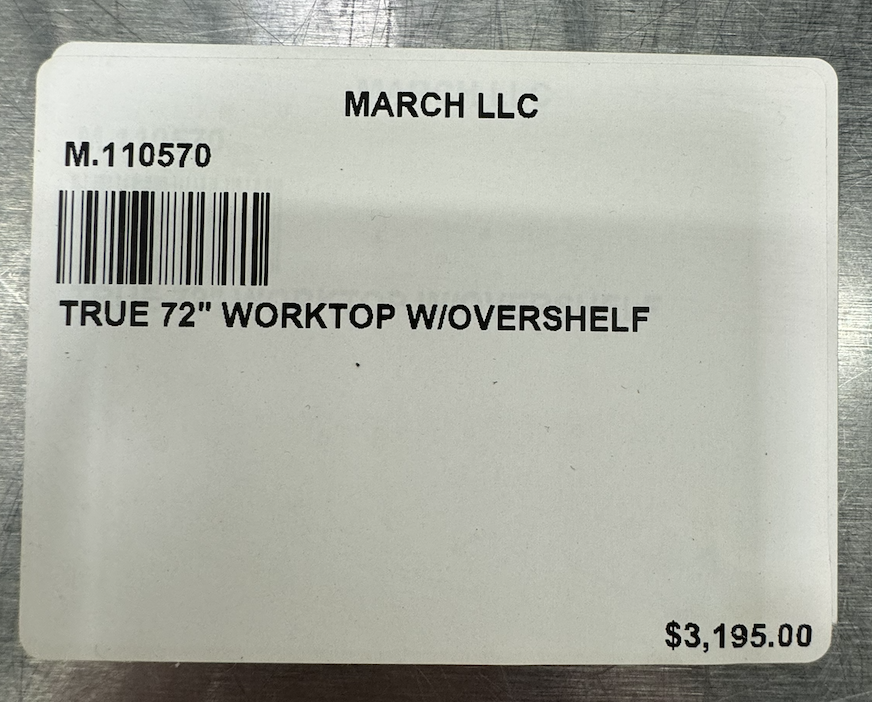 MARCH LLC
M.110570
TRUE 72" WORKTOP W/OVERSHELF
$3,195.00